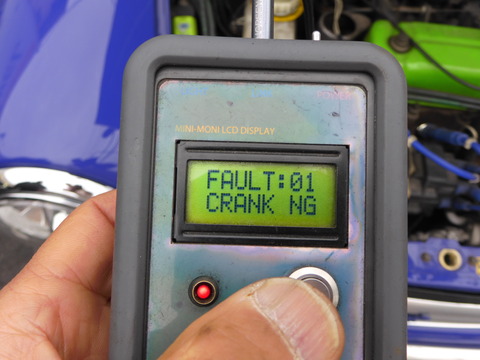 MINI-MONI LCD DISPLAY
FAULT:01
CRANK NG